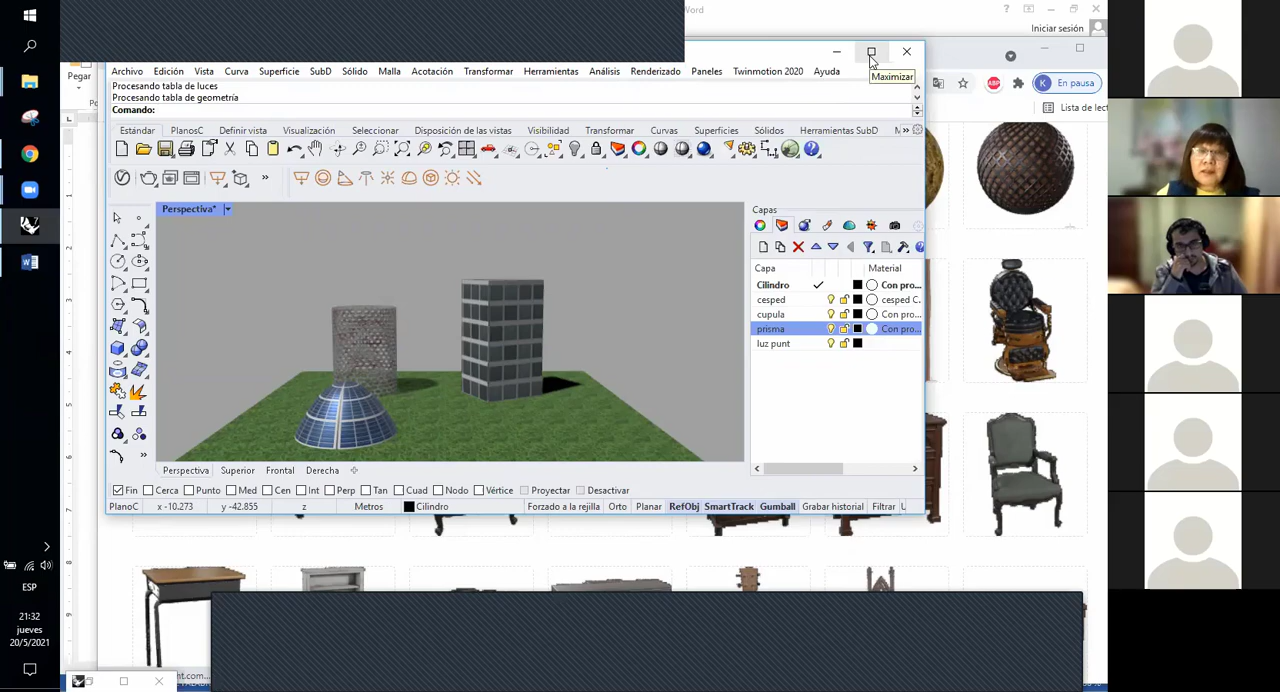 Word
Iniciar sesión
Pegar
Maximizar
K En pausa
ABP
Archivo Edición Vista Curva Superficie SubD Sólido Malla Acotación Transformar Herramientas Análisis Renderizado Paneles Twinmotion 2020 Ayuda
Procesando tabla de luces
Procesando tabla de geometría
Comando:
Lista de lect
Estándar PlanosC Definir vista Visualización Seleccionar Disposición de las vistas Visibilidad Transformar Curvas Superficies Sólidos Herramientas SubD
Perspectiva*
Capas
Capa Material
Cilindro Con pro...
cesped cesped C.
cupula Con pro...
prisma Con pro...
luz punt
Perspectiva Superior Frontal Derecha
Fin Cerca Punto Med Cen Int Perp Tan Cuad Nodo Vértice Proyectar Desactivar
PlanoC x -10.273 y -42.855 z Metros Cilindro Forzado a la rejilla Orto Planar RefObj SmartTrack Gumball Grabar historial Filtrar
ESP
21:32
jueves
20/5/2021